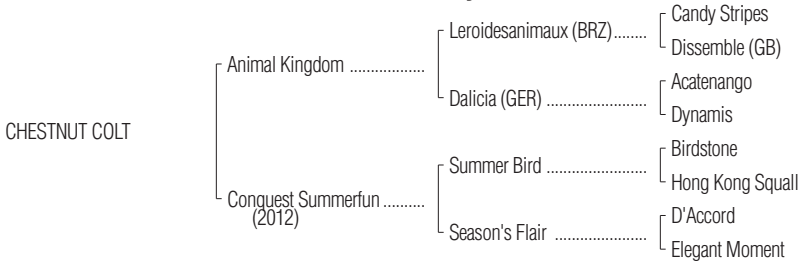 Candy Stripes
Leroidesanimaux (BRZ)........
Dissemble (GB)
Animal Kingdom ..................
Acatenango
Dalicia (GER) ........................
Dynamis
CHESTNUT COLT
Birdstone
Summer Bird ........................
Hong Kong Squall
Conquest Summerfun ..........
(2012)
D'Accord
Season's Flair ......................
Elegant Moment